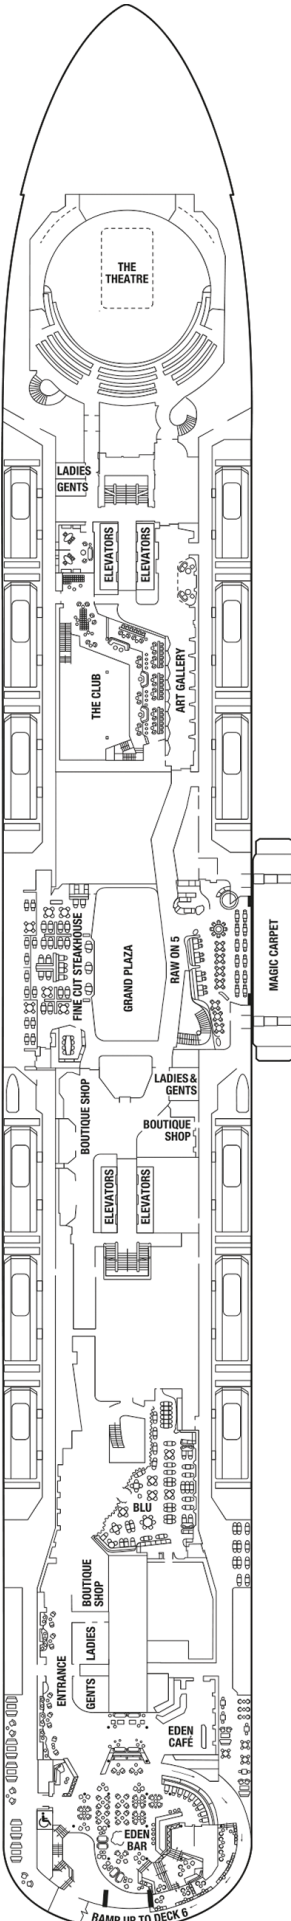 THE
THEATRE
LADIES
GENTS
ELEVATORS
ELEVATORS
THE CLUB
ART GALLERY
FINE CUT STEAKHOUSE
GRAND PLAZA
RAW ON 5
MAGIC CARPET
BOUTIQUE SHOP
LADIES &
GENTS
BOUTIQUE
SHOP
ELEVATORS
ELEVATORS
BLU
BOUTIQUE
SHOP
LADIES
ENTRANCE
GENTS
EDEN
CAFÉ
EDEN
BAR
RAMP UP TO DECK 6